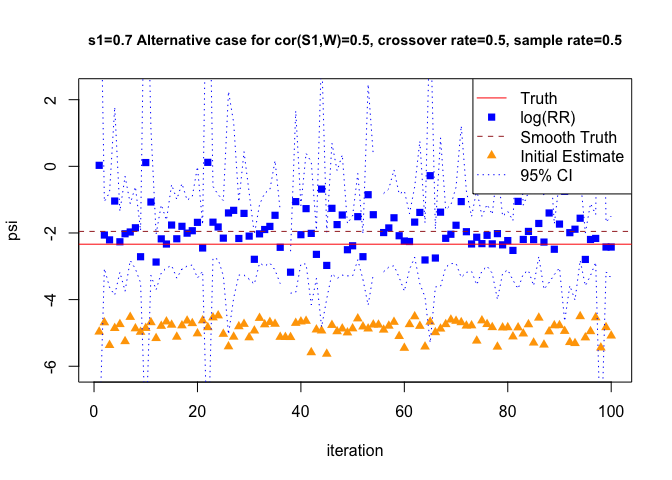 s1=0.7 Alternative case for cor(S1,W)=0.5, crossover rate=0.5, sample rate=0.5
psi
2
0
-2
-4
-6
Truth
log(RR)
Smooth Truth
Initial Estimate
95% CI
0 20 40 60 80 100
iteration